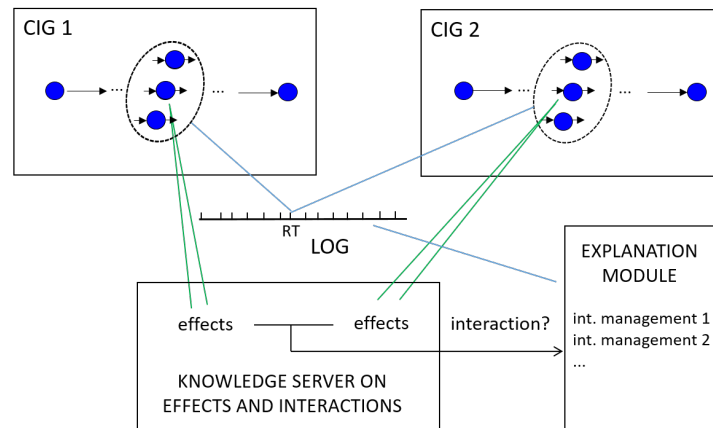 CIG 1
...
...
CIG 2
...
...
RT
LOG
EXPLANATION
MODULE
int. management 1
int. management 2
...
effects
effects
interaction?
KNOWLEDGE SERVER ON
EFFECTS AND INTERACTIONS